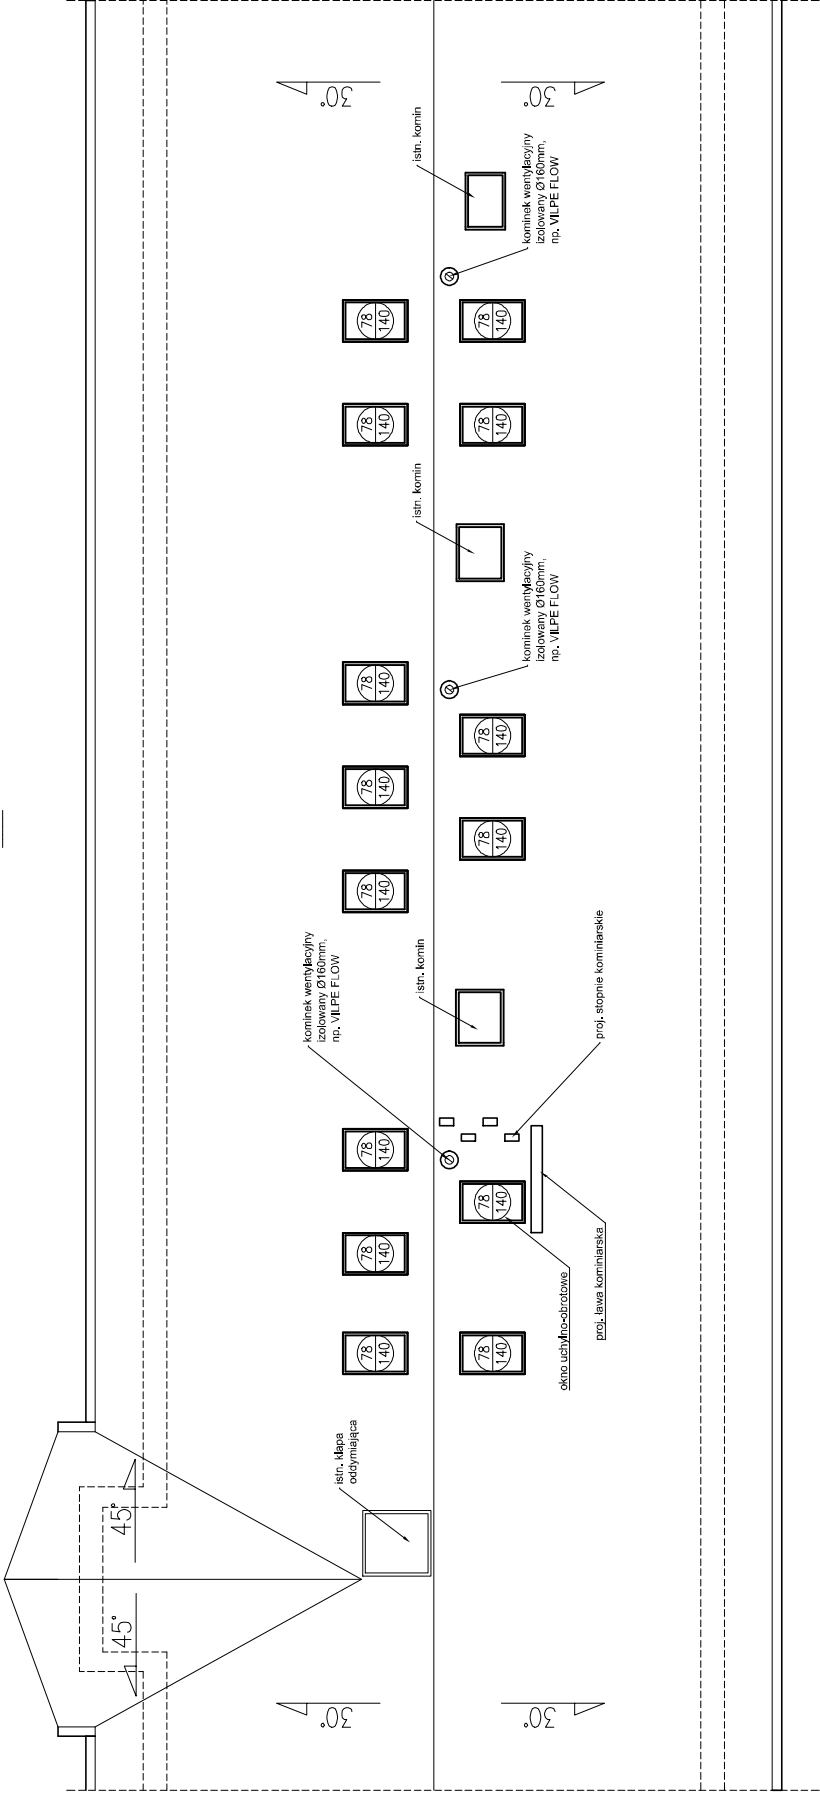 30°
30°
istn. komin
kominek wentylacyjny
izolowany Ø160mm,
np. VILPE FLOW
78
140
78
140
78
140
78
140
istn. komin
kominek wentylacyjny
izolowany Ø160mm,
np. VILPE FLOW
78
140
78
140
78
140
78
140
78
140
kominek wentylacyjny
izolowany Ø160mm,
np. VILPE FLOW
istn. komin
proj. stopnie kominiarskie
78
140
78
140
78
140
78
140
78
140
okno uchylno-obrotowe
proj. ława kominiarska
istn. klapa
oddymiająca
45°
45°
30°
30°